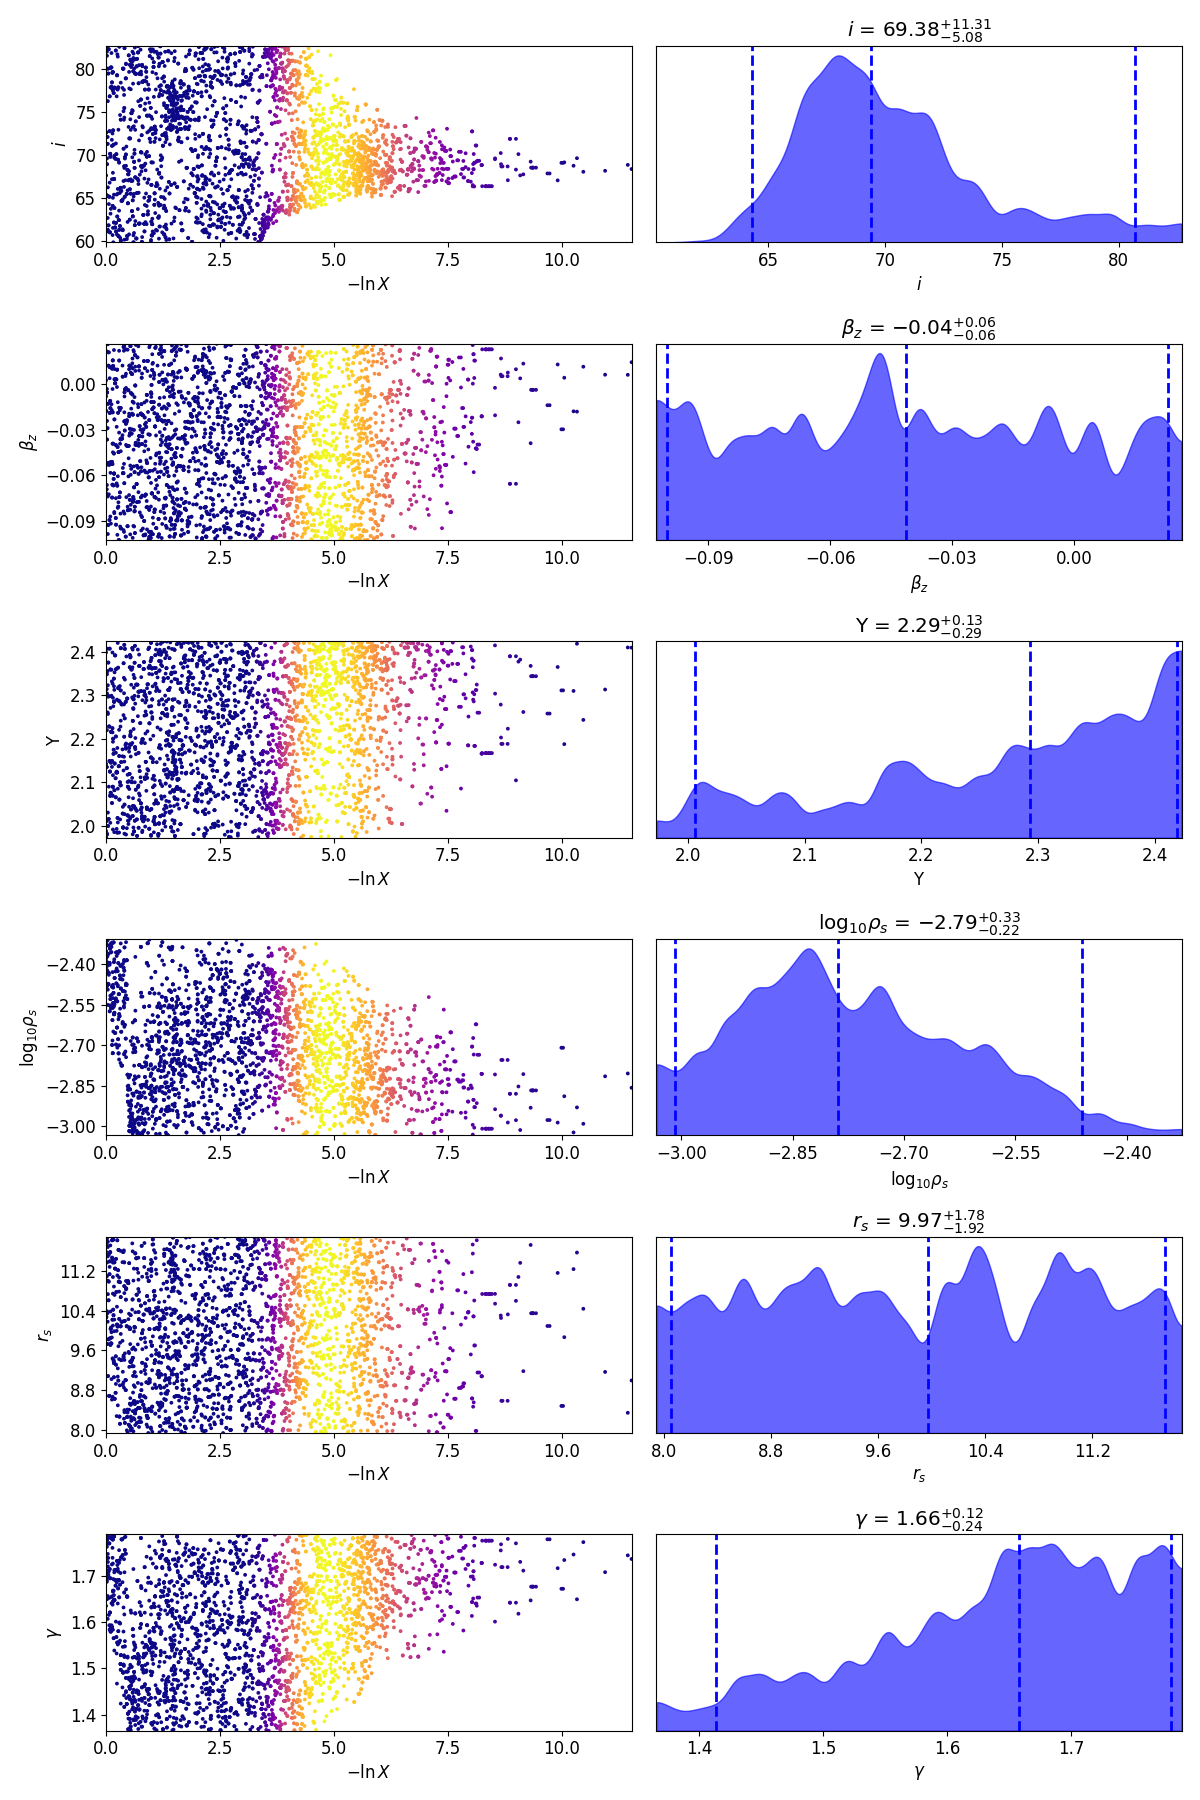 i = 69.38+11.31−5.08
80
75
70
65
60
i
0.0 2.5 5.0 7.5 10.0
−ln X
65 70 75 80
i
βz = −0.04+0.06−0.06
0.00
−0.03
−0.06
−0.09
βz
0.0 2.5 5.0 7.5 10.0
−ln X
−0.09 −0.06 −0.03 0.00
βz
Y = 2.29+0.13−0.29
2.4
2.3
2.2
2.1
2.0
Y
0.0 2.5 5.0 7.5 10.0
−ln X
2.0 2.1 2.2 2.3 2.4
Y
log10ρs = −2.79+0.33−0.22
−2.40
−2.55
−2.70
−2.85
−3.00
log10ρs
0.0 2.5 5.0 7.5 10.0
−ln X
−3.00 −2.85 −2.70 −2.55 −2.40
log10ρs
rs = 9.97+1.78−1.92
11.2
10.4
9.6
8.8
8.0
rs
0.0 2.5 5.0 7.5 10.0
−ln X
8.0 8.8 9.6 10.4 11.2
rs
γ = 1.66+0.12−0.24
1.7
1.6
1.5
1.4
γ
0.0 2.5 5.0 7.5 10.0
−ln X
1.4 1.5 1.6 1.7
γ